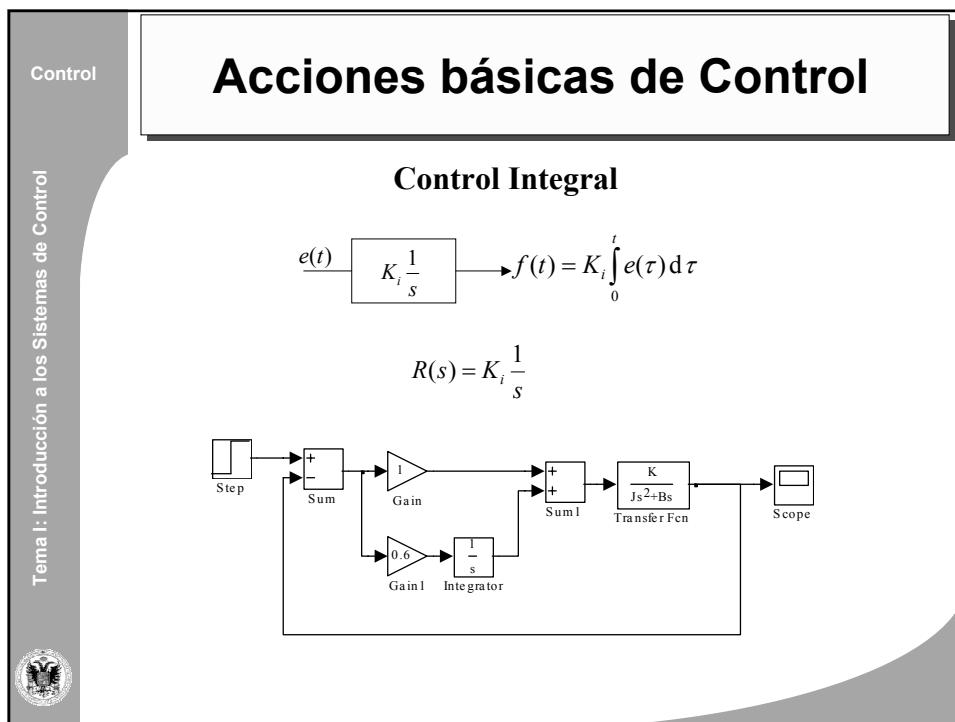 Control
Acciones básicas de Control
Tema I: Introducción a los Sistemas de Control
Control Integral
e(t)
K_i 1/s
f(t) = K_i ∫_0^t e(τ) d τ
R(s) = K_i 1/s
Step
+
−
Sum
1
Gain
0.6
Gain1
1/s
Integrator
+
+
Sum1
K/(Js²+Bs)
Transfer Fcn
Scope